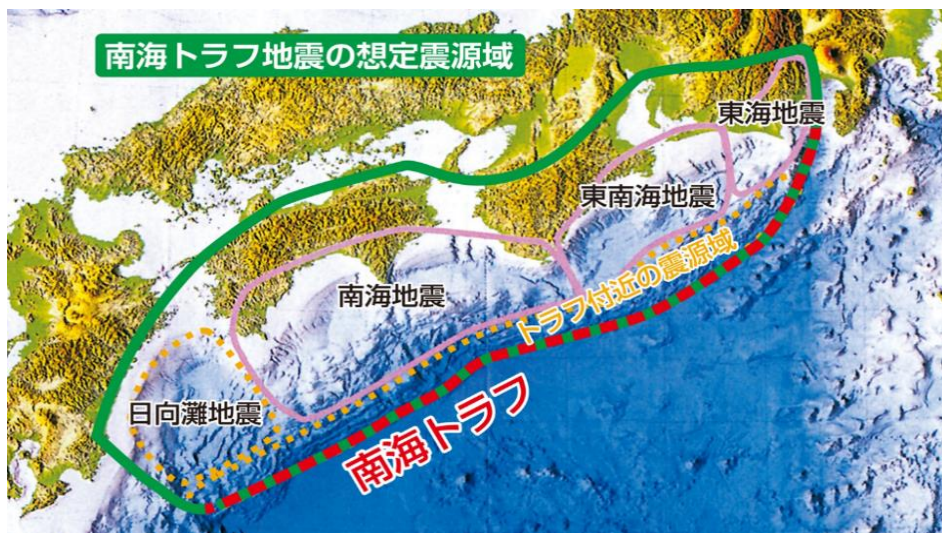 南海トラフ地震の想定震源域
東海地震
東南海地震
トラフ付近の震源域
南海地震
日向灘地震
南海トラフ